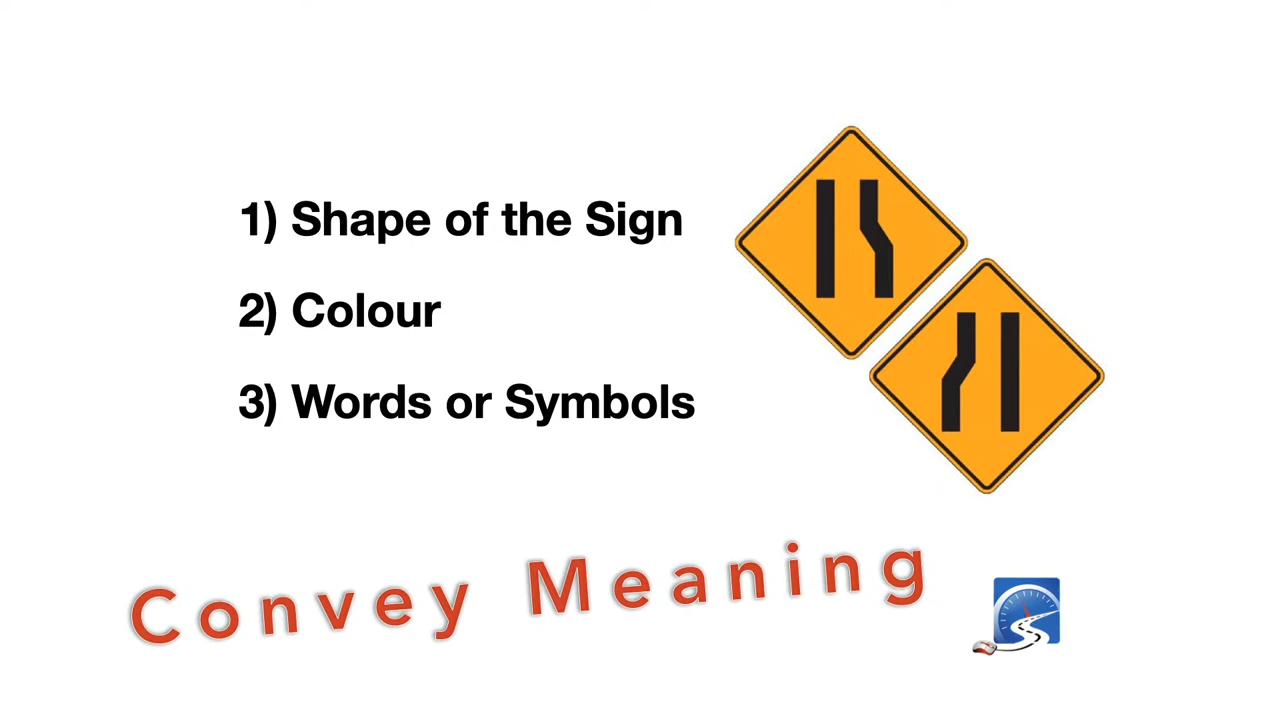 1) Shape of the Sign
2) Colour
3) Words or Symbols
Convey Meaning